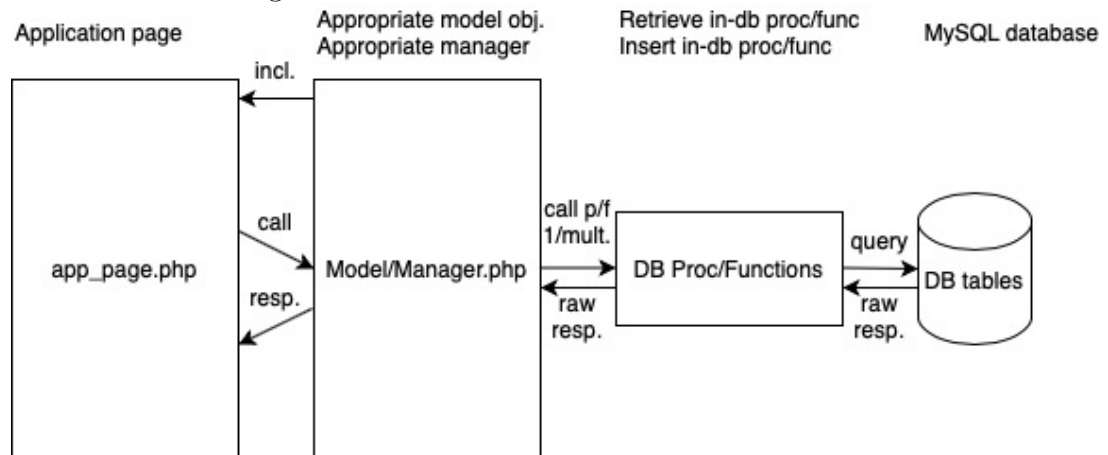 Application page
Appropriate model obj.
Appropriate manager
Retrieve in-db proc/func
Insert in-db proc/func
MySQL database
incl.
call
resp.
app_page.php
Model/Manager.php
call p/f
1/mult.
raw
resp.
DB Proc/Functions
query
raw
resp.
DB tables